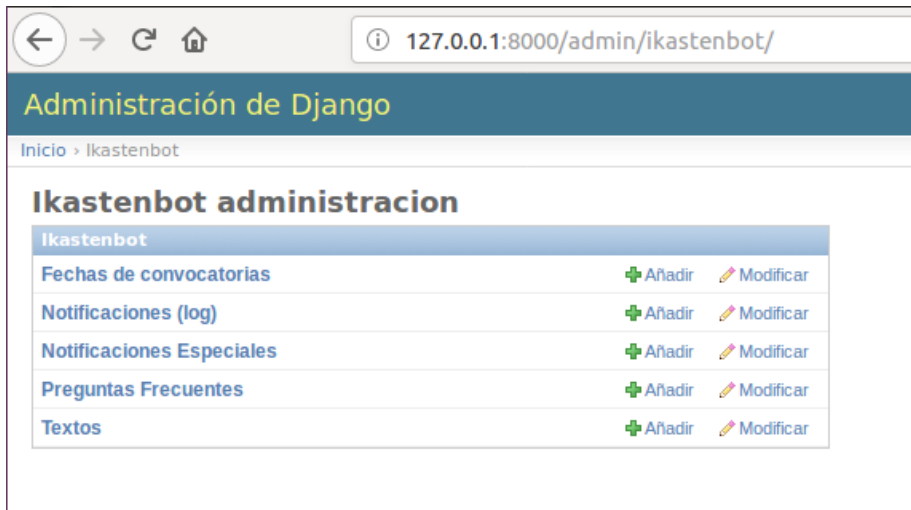 127.0.0.1:8000/admin/ikastenbot/
Administración de Django
Inicio › Ikastenbot
Ikastenbot administracion
Ikastenbot
Fechas de convocatorias Añadir Modificar
Notificaciones (log) Añadir Modificar
Notificaciones Especiales Añadir Modificar
Preguntas Frecuentes Añadir Modificar
Textos Añadir Modificar